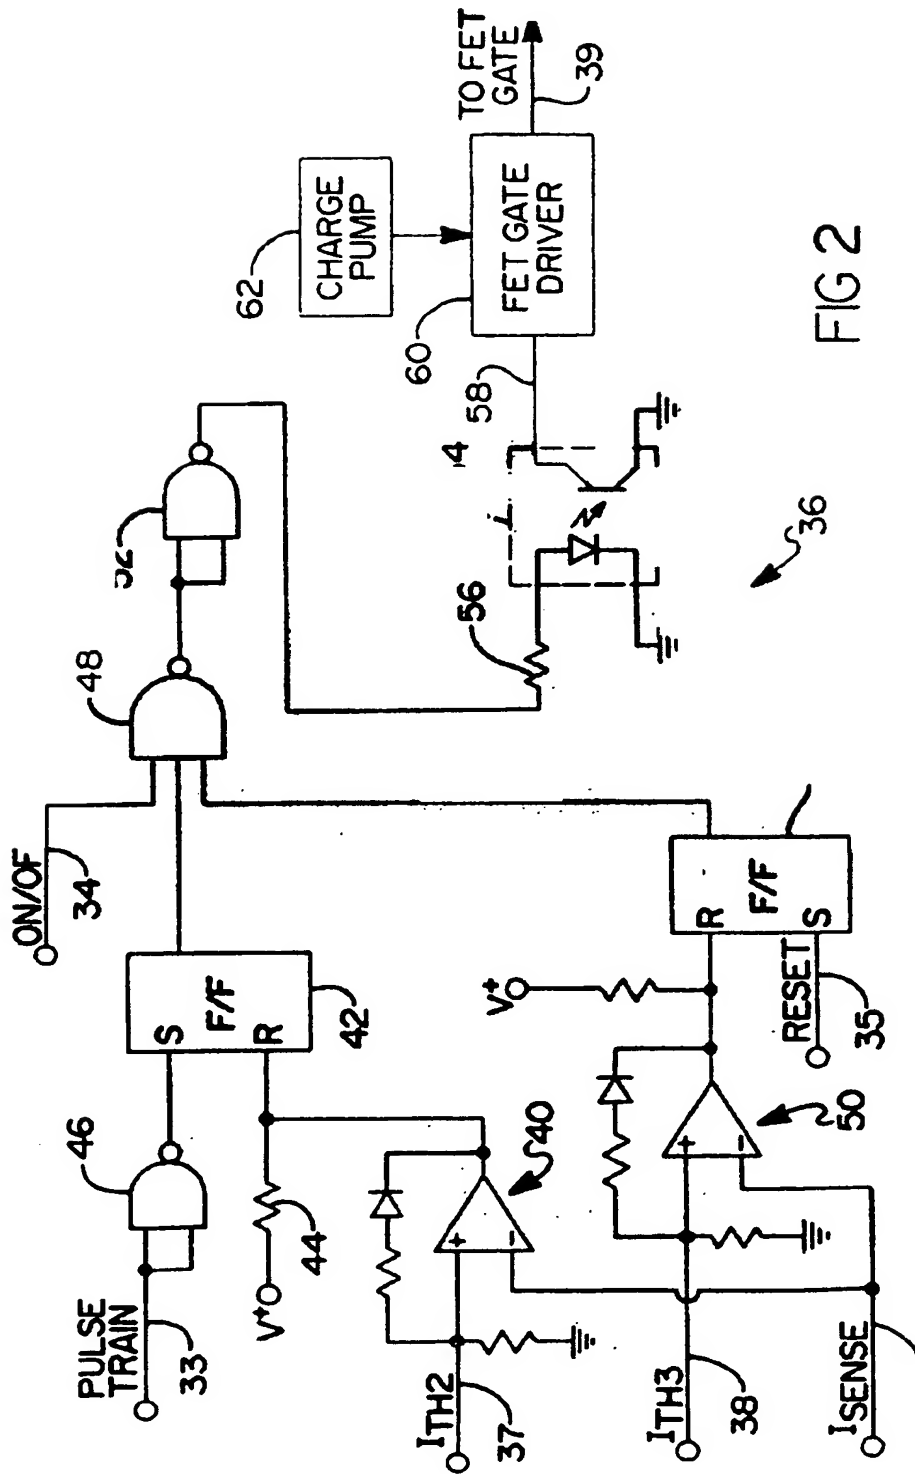 PULSE
TRAIN
33
46
S
F/F
R
42
V+
44
ON/OF
34
48
62
CHARGE
PUMP
TO FET
GATE
39
60
FET GATE
DRIVER
58
4
56
36
ITH2
37
+
-
40
ITH3
38
+
-
50
V+
R
F/F
S
RESET
35
ISENSE
FIG 2